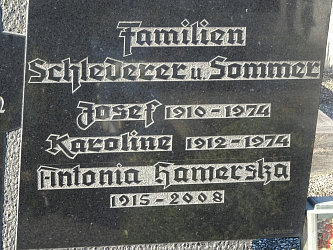 Familien
Schlederer u. Sommer
Josef 1910-1974
Karoline 1912-1974
Antonia Hamerska
1915-2008